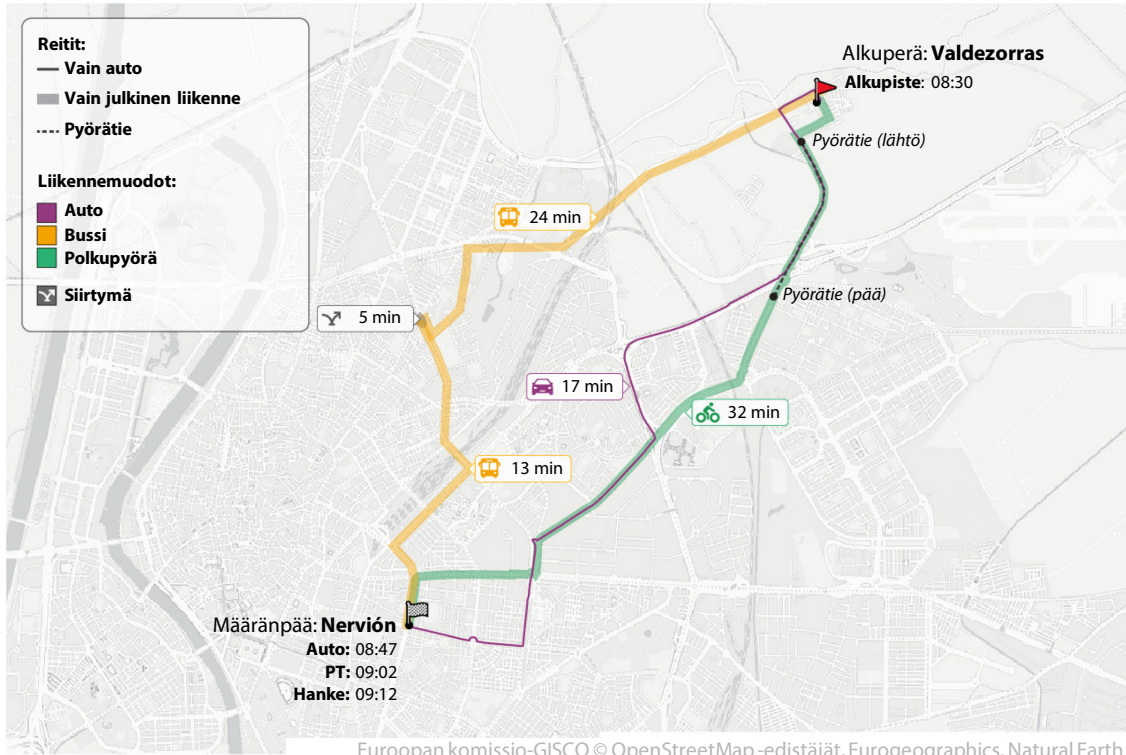 Reitit:
Vain auto
Vain julkinen liikenne
Pyörätie
Liikennemuodot:
Auto
Bussi
Polkupyörä
Siirtymä
Alkuperä: Valdezorras
Alkupiste: 08:30
Pyörätie (lähtö)
24 min
Pyörätie (pää)
5 min
17 min
32 min
13 min
Määränpää: Nervión
Auto: 08:47
PT: 09:02
Hanke: 09:12
Euroopan komissio-GISCO © OpenStreetMap -edistäjät, Eurogeographics, Natural Earth